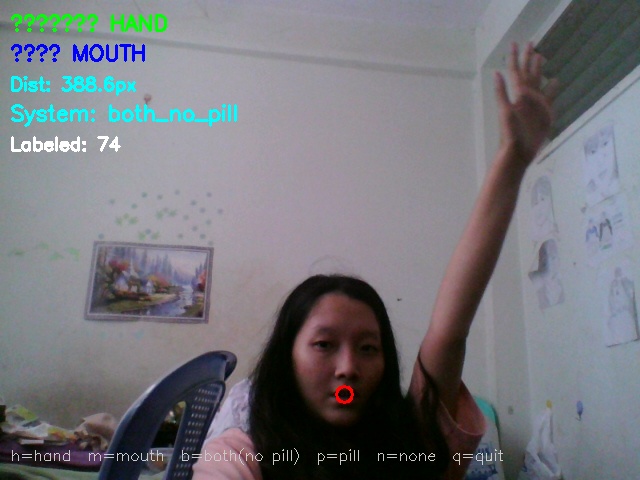 ??????? HAND
???? MOUTH
Dist: 388.6px
System: both_no_pill
Labeled: 74
h=hand m=mouth b=both(no pill) p=pill n=none q=quit